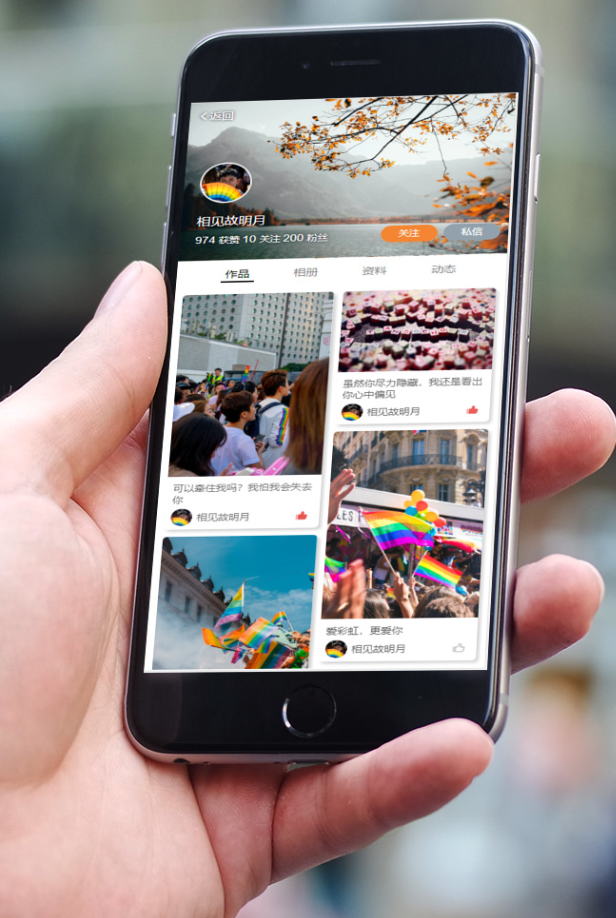 <返回
相见故明月
974 获赞 10 关注 200 粉丝
关注
私信
作品
相册
资料
动态
可以牵住我吗？我怕我会失去
你
相见故明月
虽然你尽力隐藏，我还是看出
你心中偏见
相见故明月
LES F
爱彩虹，更爱你
相见故明月